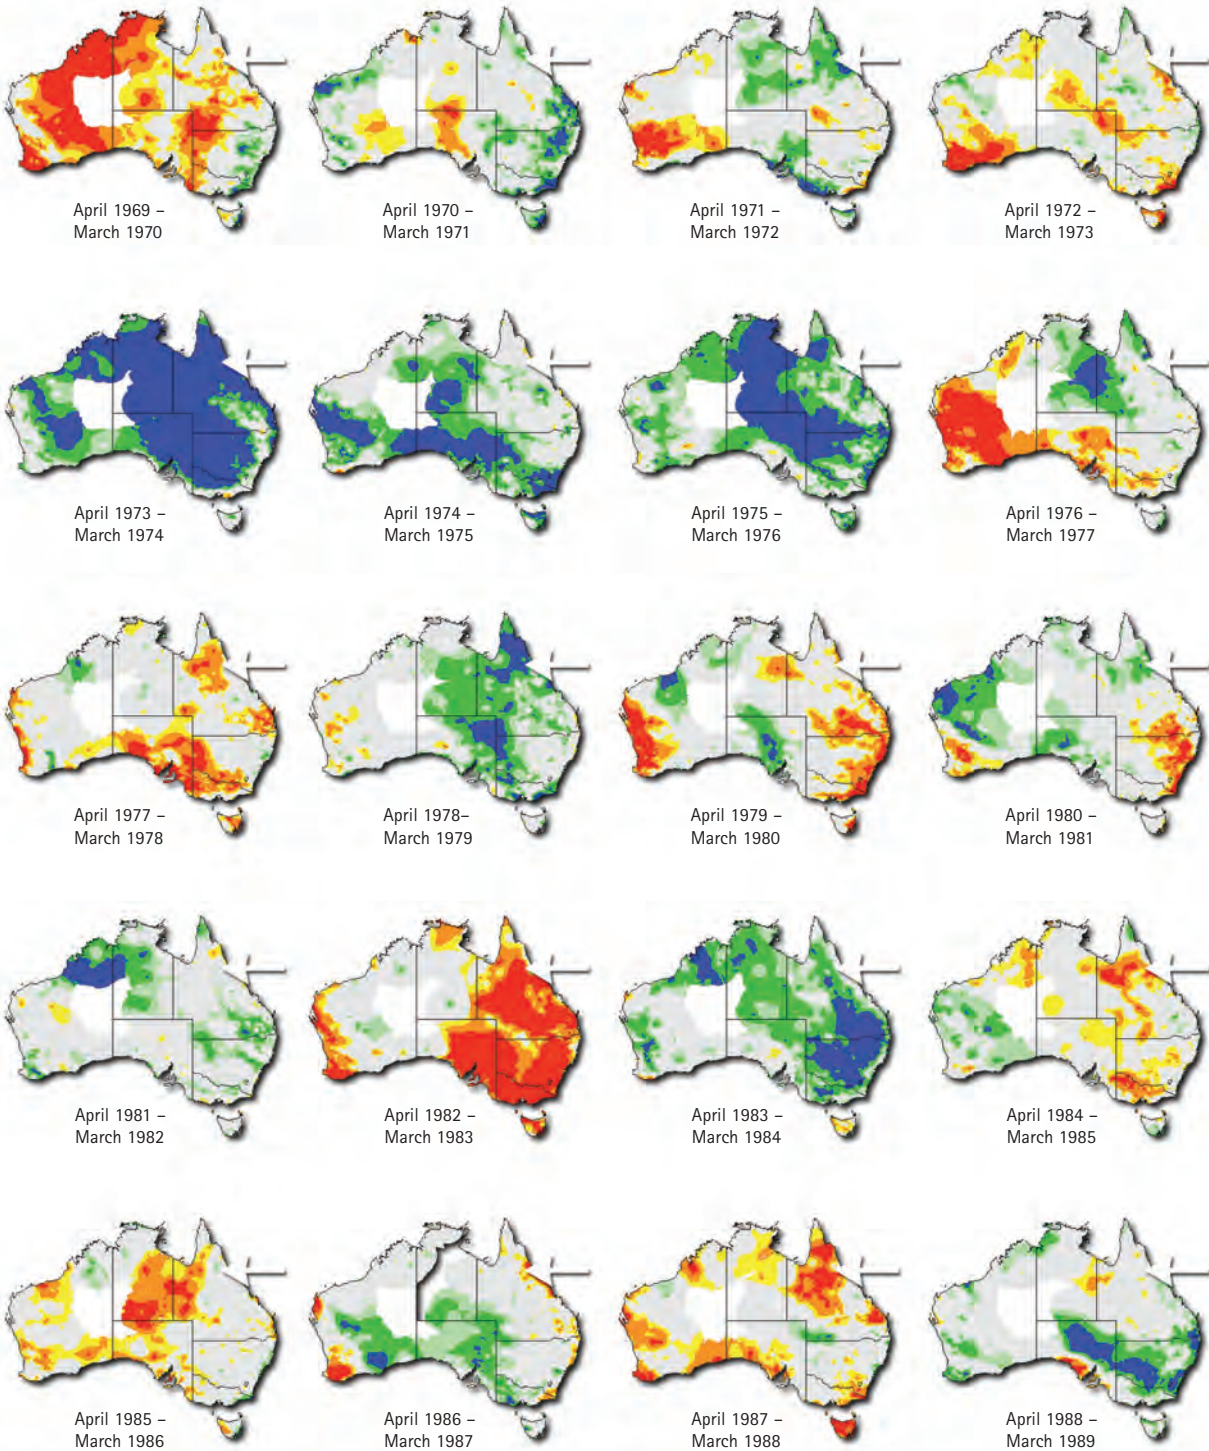 April 1969 –
March 1970
April 1970 –
March 1971
April 1971 –
March 1972
April 1972 –
March 1973
April 1973 –
March 1974
April 1974 –
March 1975
April 1975 –
March 1976
April 1976 –
March 1977
April 1977 –
March 1978
April 1978–
March 1979
April 1979 –
March 1980
April 1980 –
March 1981
April 1981 –
March 1982
April 1982 –
March 1983
April 1983 –
March 1984
April 1984 –
March 1985
April 1985 –
March 1986
April 1986 –
March 1987
April 1987 –
March 1988
April 1988 –
March 1989